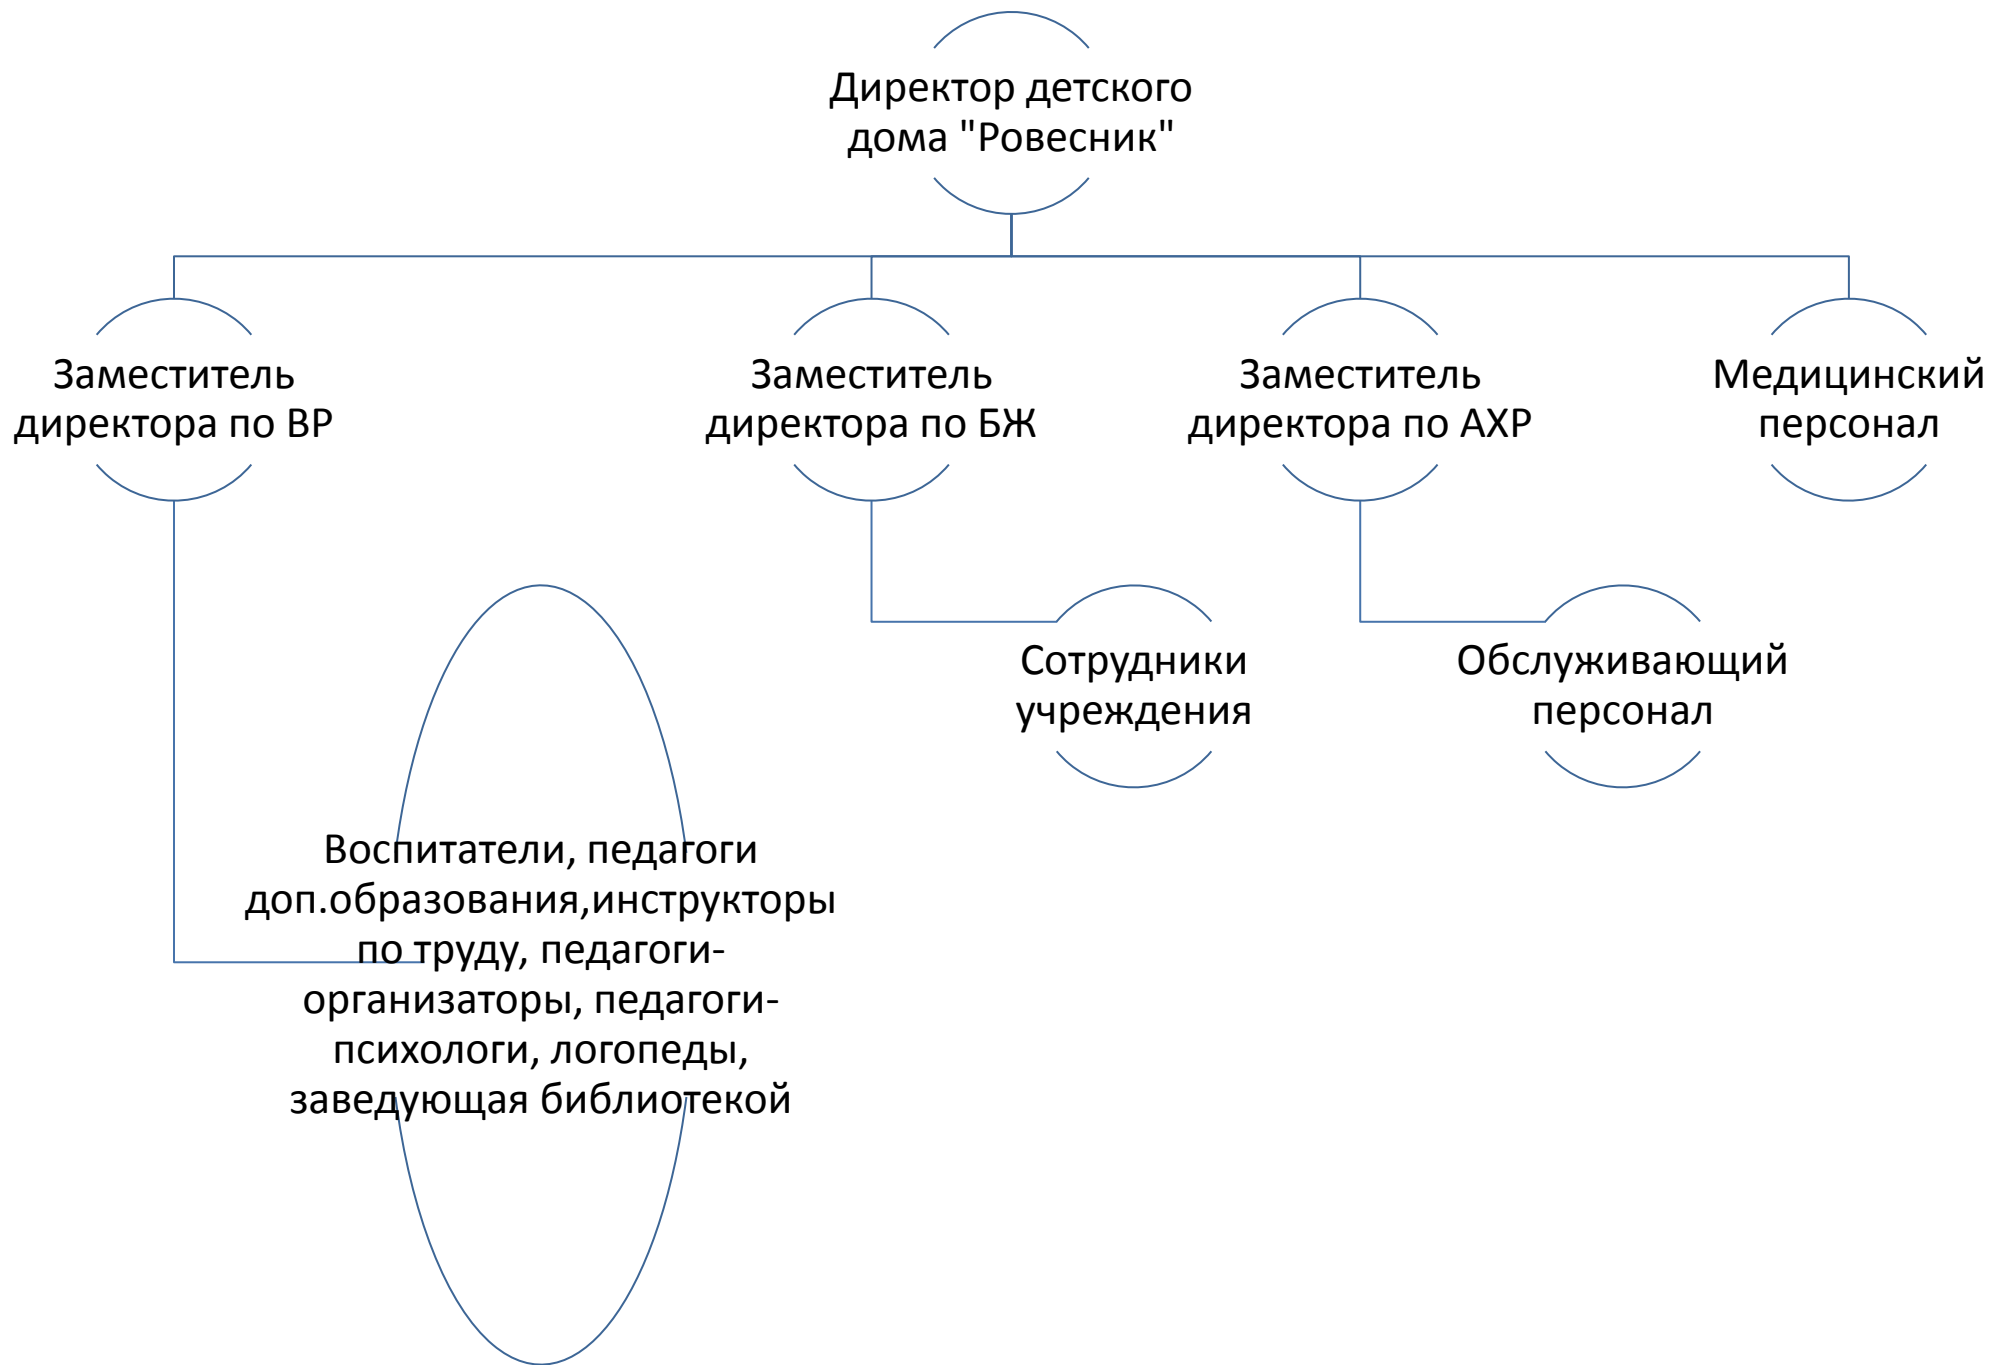 Директор детского
дома "Ровесник"
Заместитель
директора по ВР
Заместитель
директора по БЖ
Заместитель
директора по АХР
Медицинский
персонал
Сотрудники
учреждения
Обслуживающий
персонал
Воспитатели, педагоги
доп.образования,инструкторы
по труду, педагоги-
организаторы, педагоги-
психологи, логопеды,
заведующая библиотекой